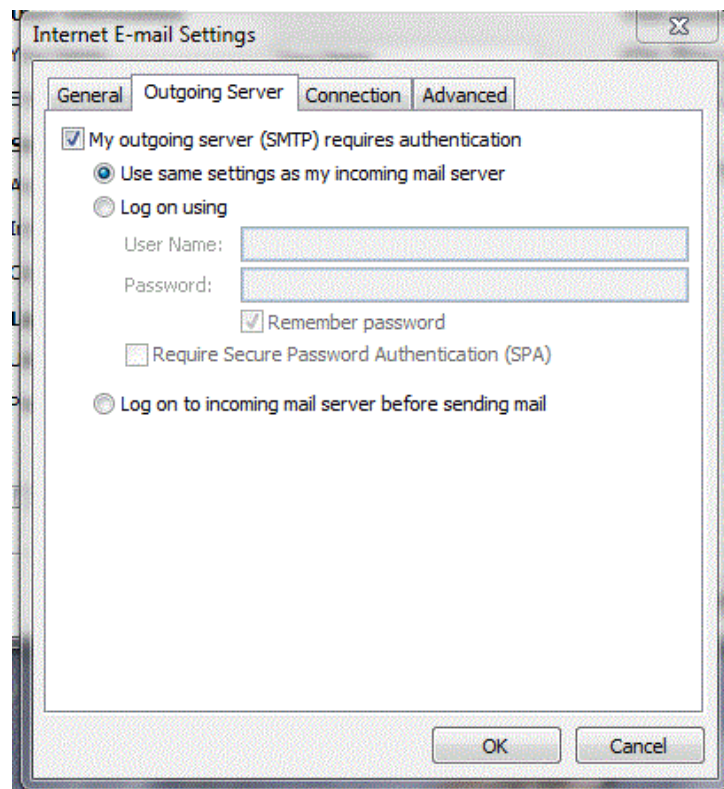 Internet E-mail Settings
General Outgoing Server Connection Advanced
My outgoing server (SMTP) requires authentication
Use same settings as my incoming mail server
Log on using
User Name:
Password:
Remember password
Require Secure Password Authentication (SPA)
Log on to incoming mail server before sending mail
OK Cancel